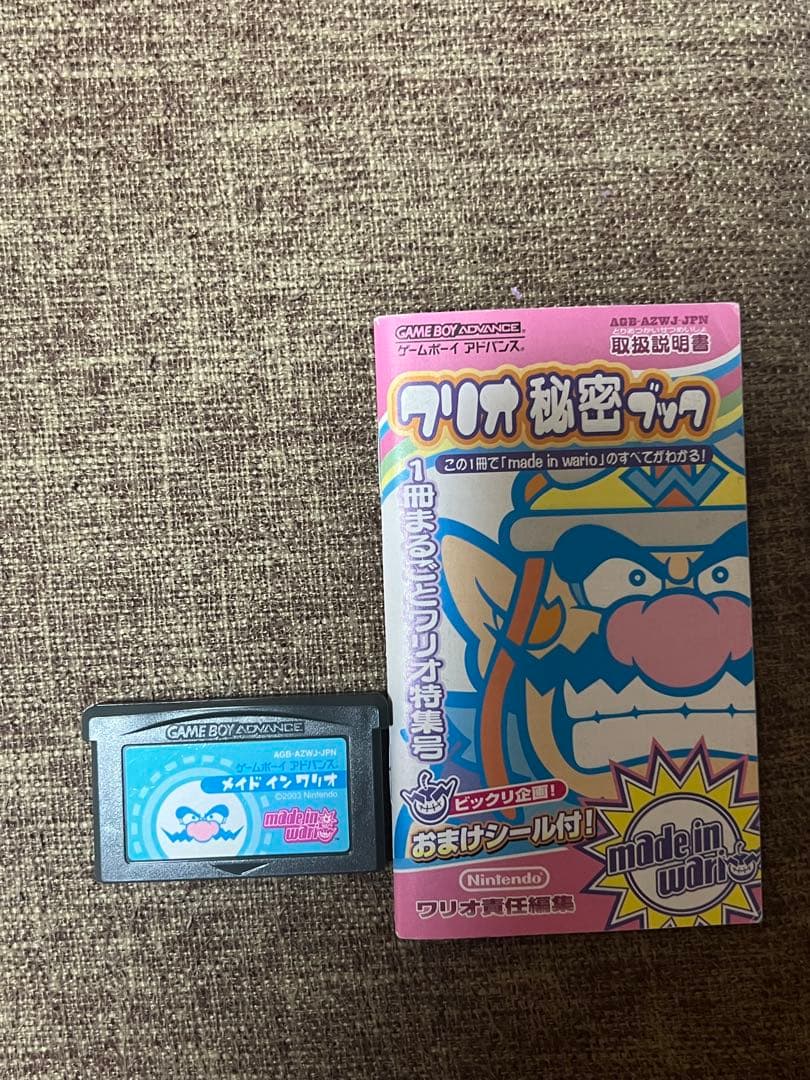 GAME BOY ADVANCE
AGB-AZWJ-JPN
ゲームボーイ アドバンス
メイド イン ワリオ
©2003 Nintendo
made in
wario
GAME BOY ADVANCE
ゲームボーイ アドバンス
AGB-AZWJ-JPN
とりあつかいせつめいしょ
取扱説明書
ワリオ 秘密 ブック
この1冊で「made in wario」のすべてがわかる!
1冊まるごとワリオ特集号
W
ビックリ企画!
おまけシール付!
made in
wario
Nintendo
ワリオ責任編集